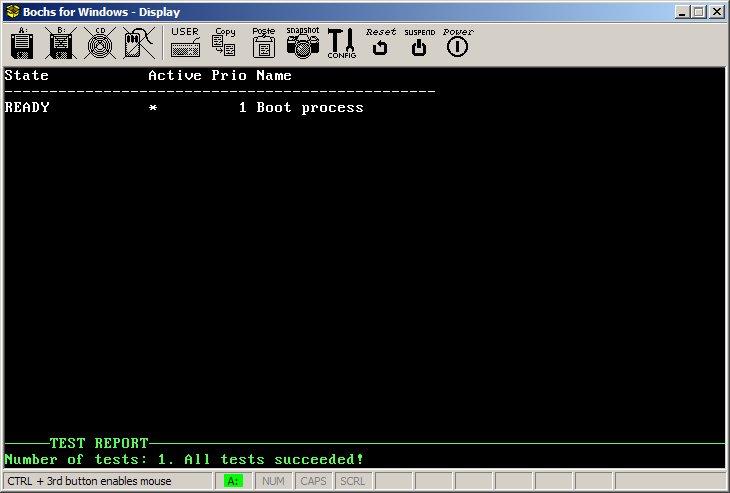 Bochs for Windows - Display
A: B: CD USER Copy Paste snapshot CONFIG Reset SUSPEND Power
State Active Prio Name
------------------------------------------------
READY * 1 Boot process
TEST REPORT
Number of tests: 1. All tests succeeded!
CTRL + 3rd button enables mouse A: NUM CAPS SCRL